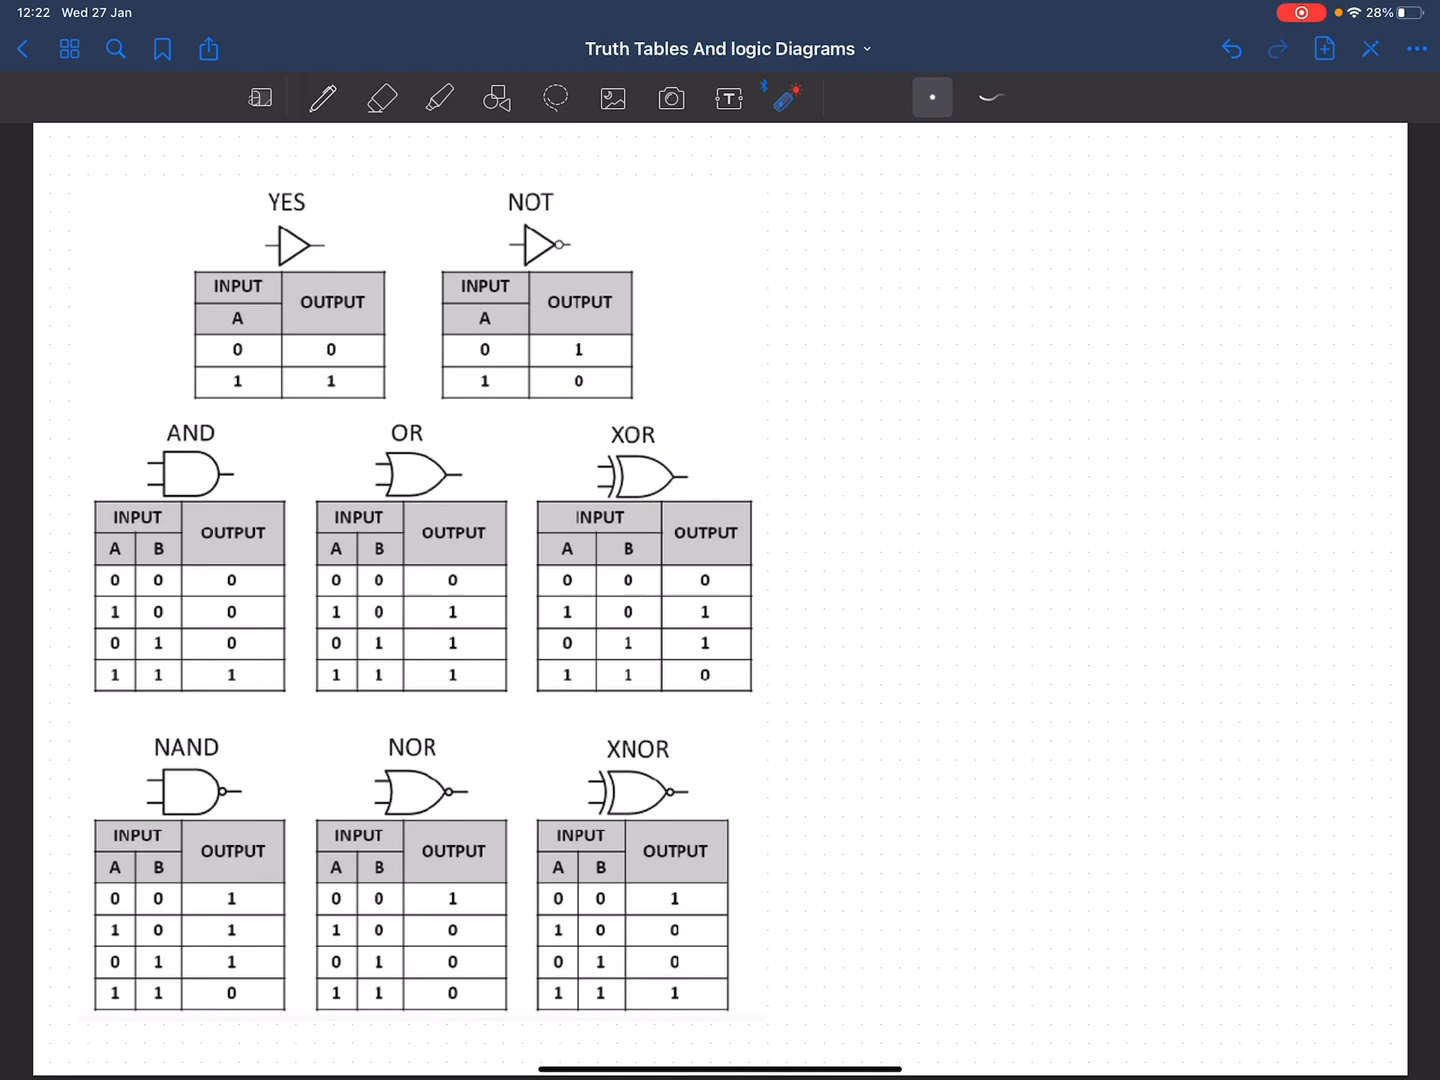 12:22 Wed 27 Jan
28%
Truth Tables And logic Diagrams
T
YES NOT
INPUT OUTPUT INPUT OUTPUT
A A
0 0 0 1
1 1 1 0
AND OR XOR
INPUT OUTPUT INPUT OUTPUT INPUT OUTPUT
A B A B A B
0 0 0 0 0 0 0 0 0
1 0 0 1 0 1 1 0 1
0 1 0 0 1 1 0 1 1
1 1 1 1 1 1 1 1 0
NAND NOR XNOR
INPUT OUTPUT INPUT OUTPUT INPUT OUTPUT
A B A B A B
0 0 1 0 0 1 0 0 1
1 0 1 1 0 0 1 0 0
0 1 1 0 1 0 0 1 0
1 1 0 1 1 0 1 1 1